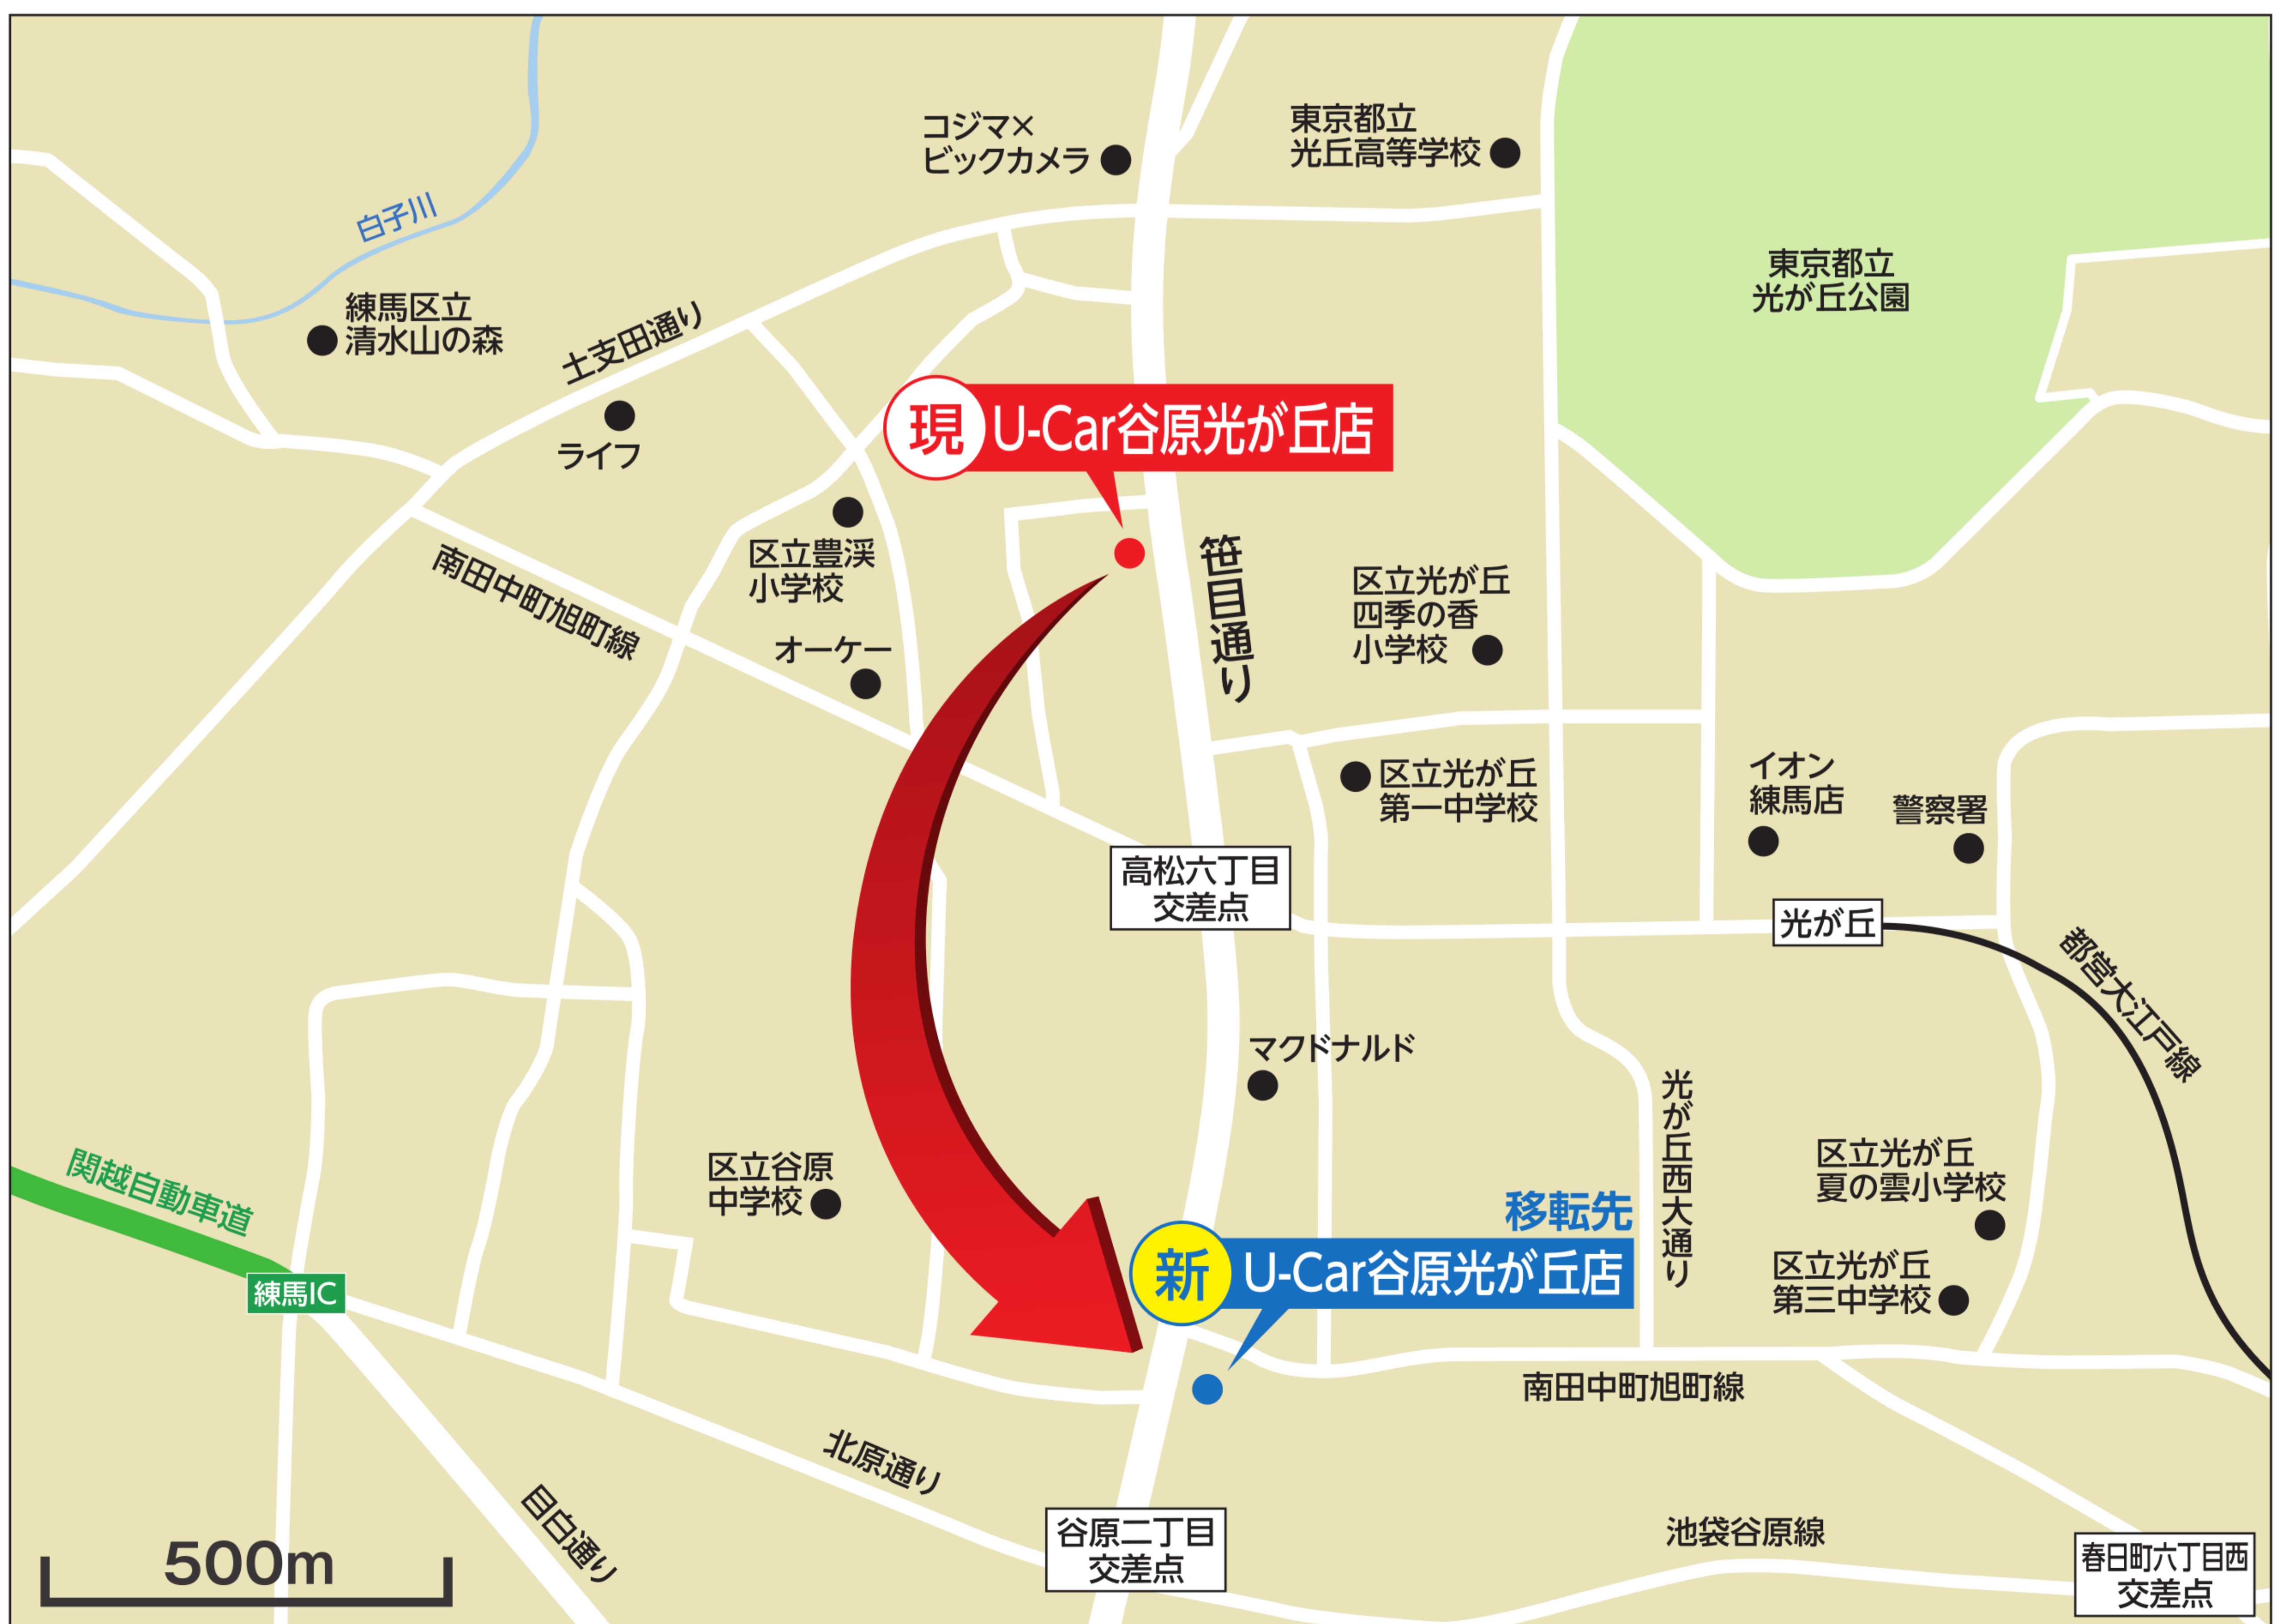 コジマ×
ビックカメラ
東京都立
光丘高等学校
白子川
練馬区立
清水山の森
土支田通り
東京都立
光が丘公園
ライフ
現
U-Car谷原光が丘店
区立豊渓
小学校
南田中町旭町線
オーケー
笹目通り
区立光が丘
四季の香
小学校
区立光が丘
第一中学校
イオン
練馬店
警察署
高松六丁目
交差点
光が丘
都営大江戸線
マクドナルド
光が丘西大通り
関越自動車道
練馬IC
区立谷原
中学校
移転先
新
U-Car谷原光が丘店
区立光が丘
夏の雲小学校
区立光が丘
第三中学校
南田中町旭町線
北原通り
目白通り
谷原二丁目
交差点
池袋谷原線
春日町六丁目西
交差点
500m